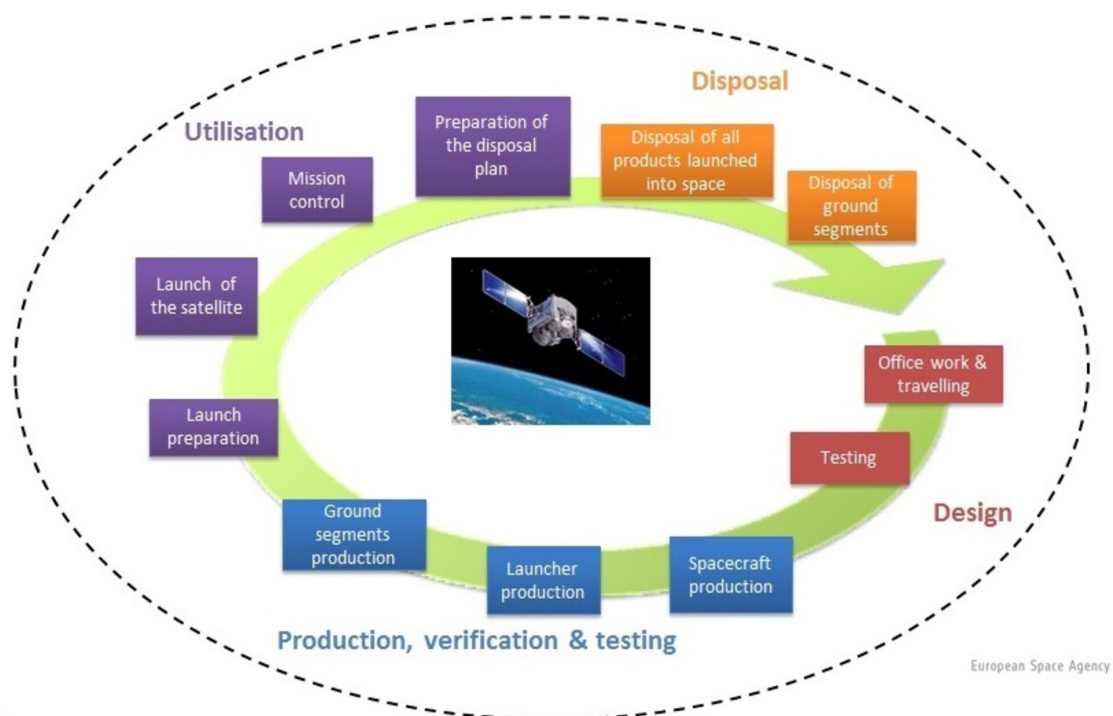 Disposal
Utilisation
Preparation of
the disposal
plan
Disposal of all
products launched
into space
Mission
control
Disposal of
ground
segments
Launch of
the satellite
Office work &
travelling
Launch
preparation
Testing
Design
Ground
segments
production
Launcher
production
Spacecraft
production
Production, verification & testing
European Space Agency